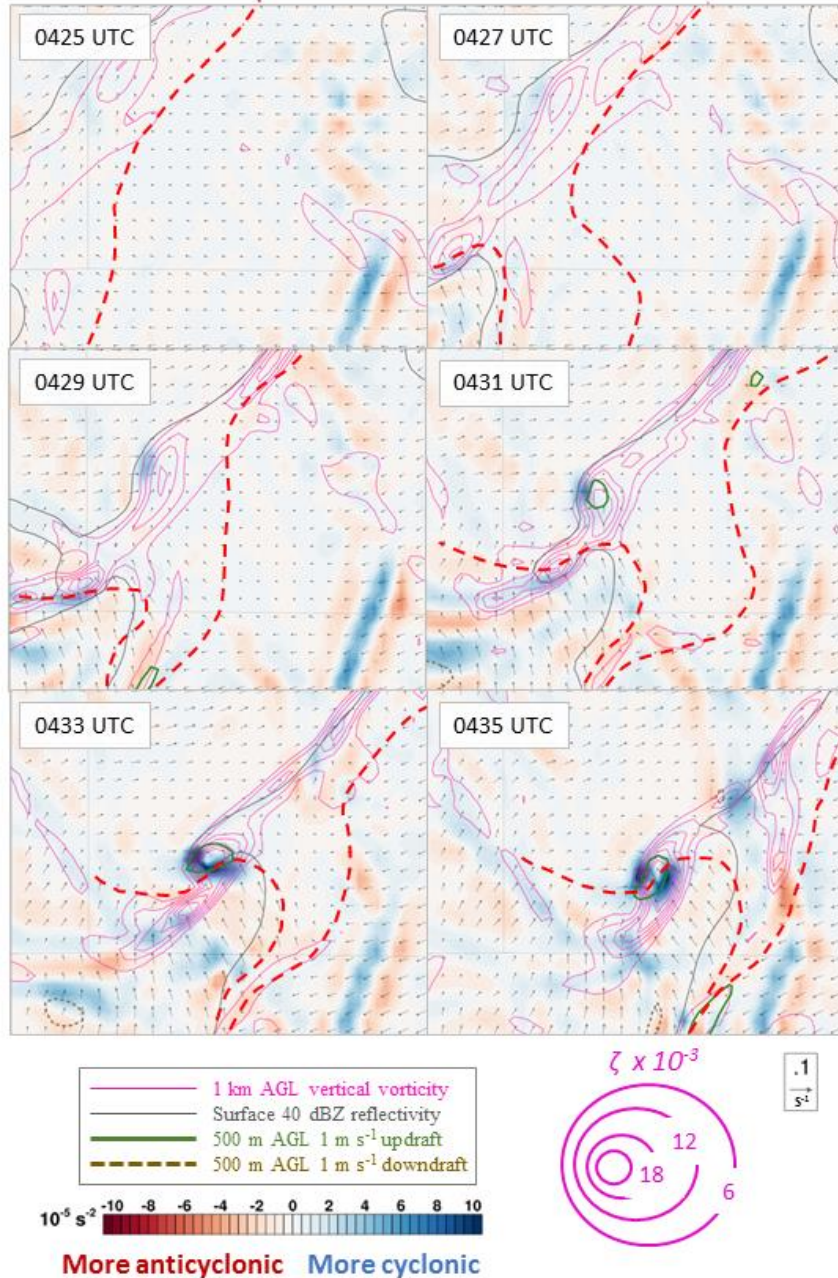 0425 UTC
0427 UTC
0429 UTC
0431 UTC
0433 UTC
0435 UTC
1 km AGL vertical vorticity
Surface 40 dBZ reflectivity
500 m AGL 1 m s⁻¹ updraft
500 m AGL 1 m s⁻¹ downdraft
ζ x 10⁻³
12
18
6
.1
s⁻¹
10⁻⁵ s⁻² -10 -8 -6 -4 -2 0 2 4 6 8 10
More anticyclonic More cyclonic